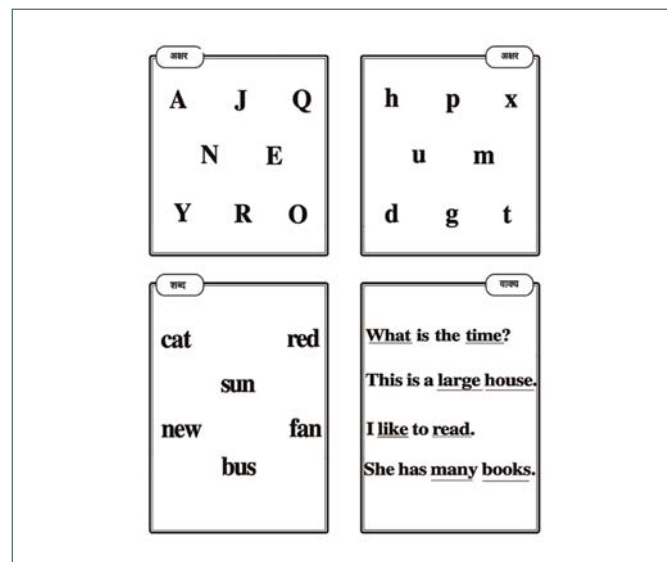 अक्षर
A J Q
N E
Y R O
अक्षर
h p x
u m
d g t
शब्द
cat red
sun
new fan
bus
वाक्य
What is the time?
This is a large house.
I like to read.
She has many books.